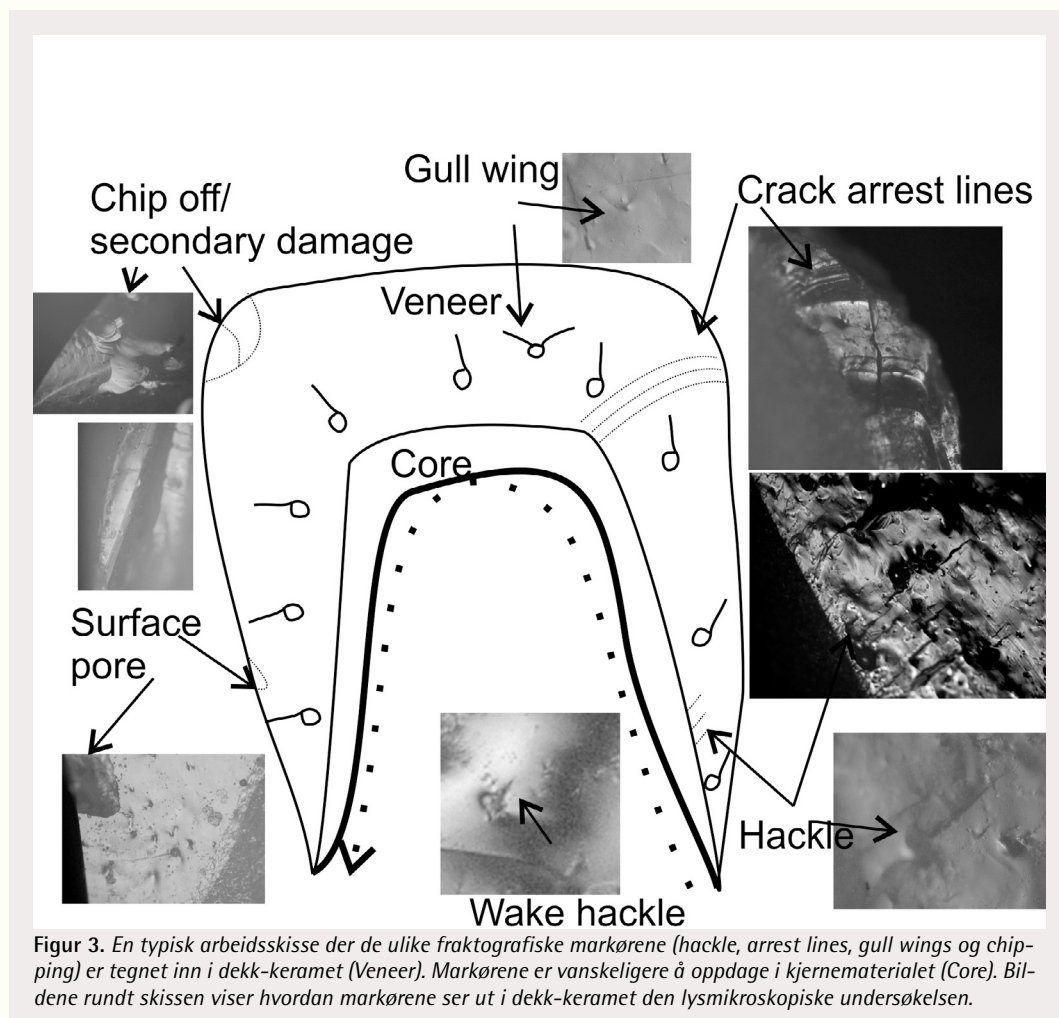 Gull wing
Chip off/
secondary damage
Crack arrest lines
Veneer
Core
Surface
pore
Hackle
Wake hackle
Figur 3. En typisk arbeidsskisse der de ulike fraktografiske markørene (hackle, arrest lines, gull wings og chip-
ping) er tegnet inn i dekk-keramet (Veneer). Markørene er vanskeligere å oppdage i kjernematerialet (Core). Bil-
dene rundt skissen viser hvordan markørene ser ut i dekk-keramet den lysmikroskopiske undersøkelsen.